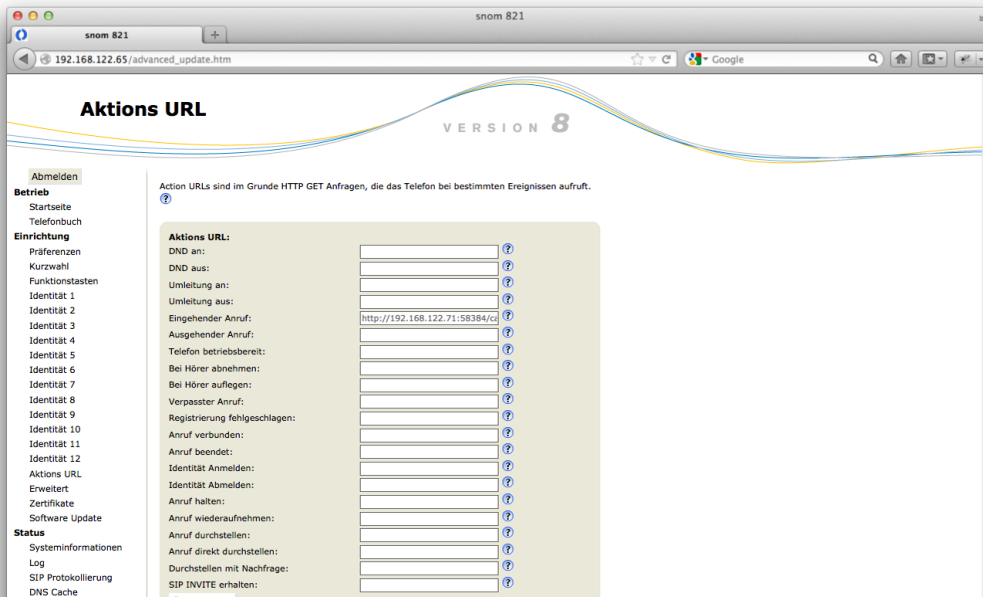 snom 821
snom 821
192.168.122.65/advanced_update.htm
Google
Aktions URL
VERSION 8
Abmelden
Betrieb
Startseite
Telefonbuch
Einrichtung
Präferenzen
Kurzwahl
Funktionstasten
Identität 1
Identität 2
Identität 3
Identität 4
Identität 5
Identität 6
Identität 7
Identität 8
Identität 9
Identität 10
Identität 11
Identität 12
Aktions URL
Erweitert
Zertifikate
Software Update
Status
Systeminformationen
Log
SIP Protokollierung
DNS Cache
Action URLs sind im Grunde HTTP GET Anfragen, die das Telefon bei bestimmten Ereignissen aufruft.
Aktions URL:
DND an:
DND aus:
Umleitung an:
Umleitung aus:
Eingehender Anruf: http://192.168.122.71:58384/ca
Ausgehender Anruf:
Telefon betriebsbereit:
Bei Hörer abnehmen:
Bei Hörer auflegen:
Verpasster Anruf:
Registrierung fehlgeschlagen:
Anruf verbunden:
Anruf beendet:
Identität Anmelden:
Identität Abmelden:
Anruf halten:
Anruf wiederaufnehmen:
Anruf durchstellen:
Anruf direkt durchstellen:
Durchstellen mit Nachfrage:
SIP INVITE erhalten: